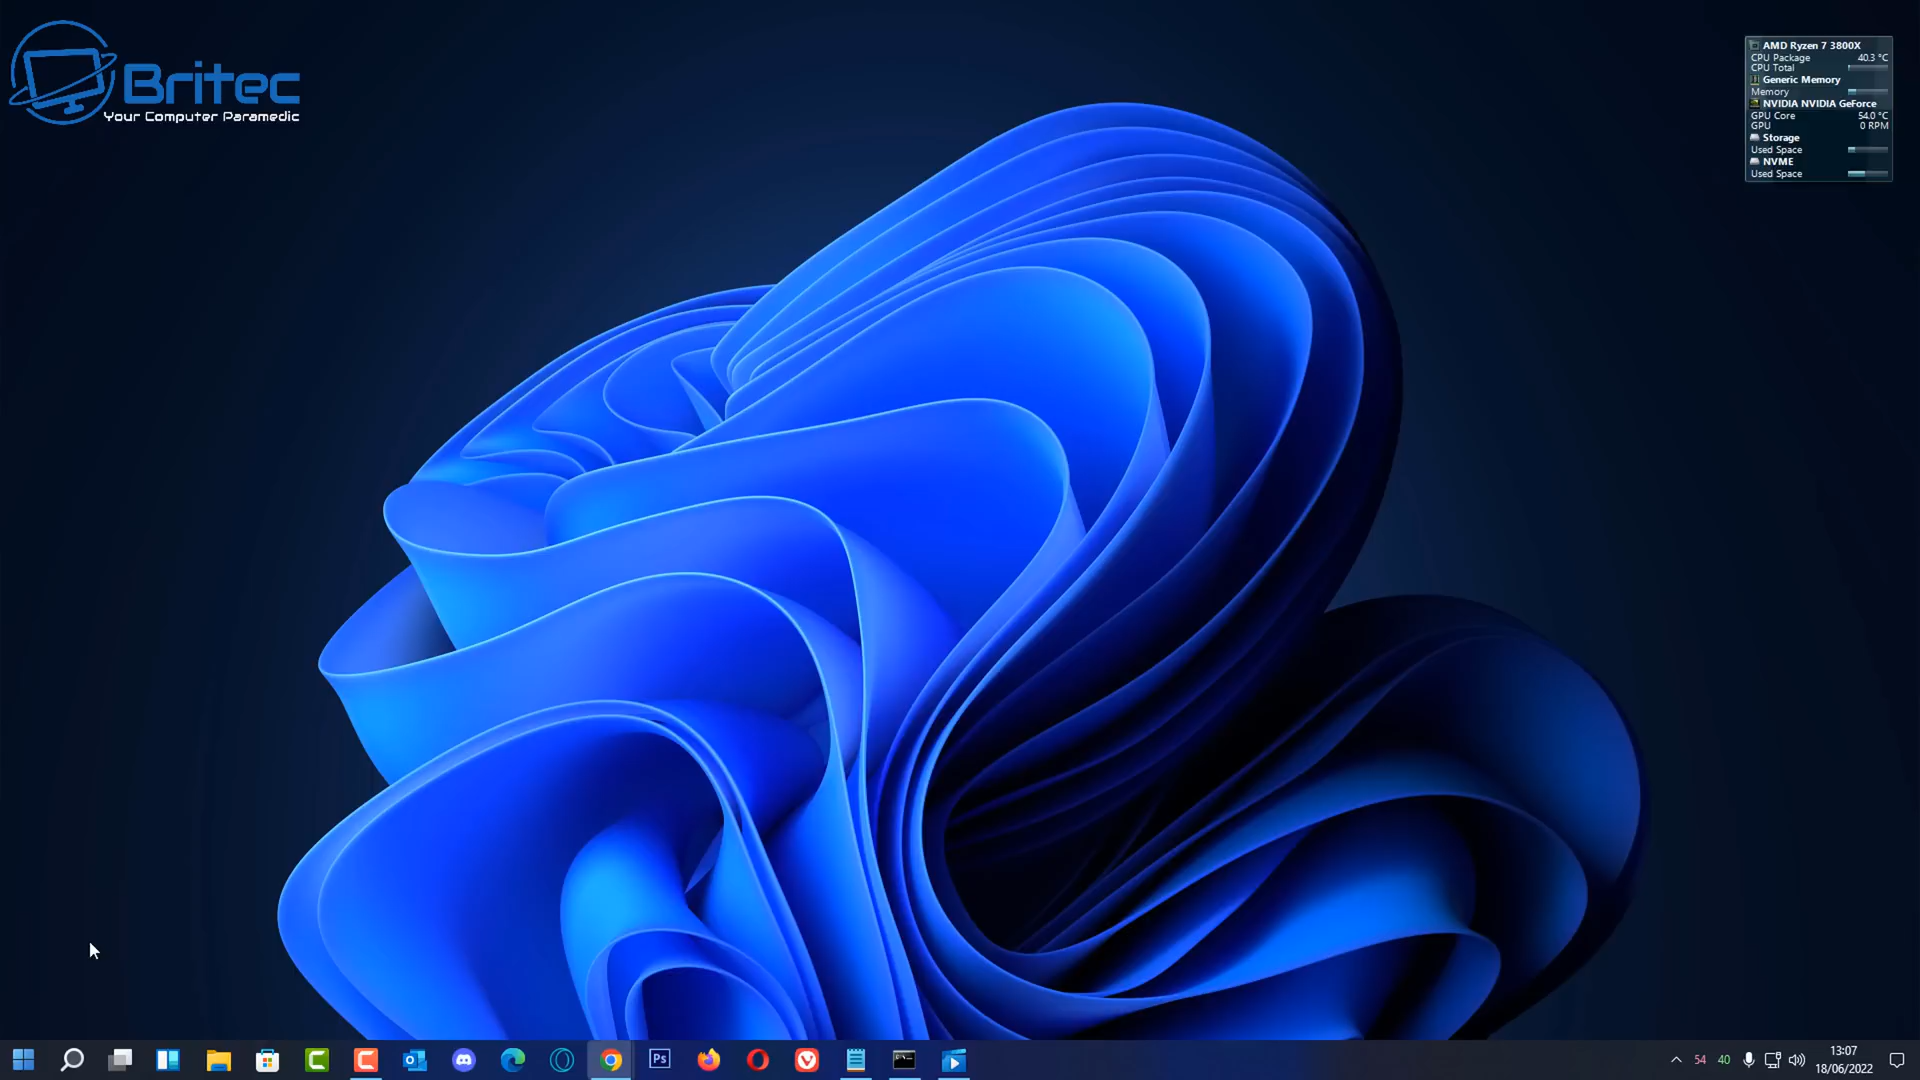 Britec
Your Computer Paramedic
AMD Ryzen 7 3800X
CPU Package 40.3 °C
CPU Total
Generic Memory
Memory
NVIDIA NVIDIA GeForce
GPU Core 54.0 °C
GPU 0 RPM
Storage
Used Space
NVME
Used Space
Ps
54 40
13:07
18/06/2022